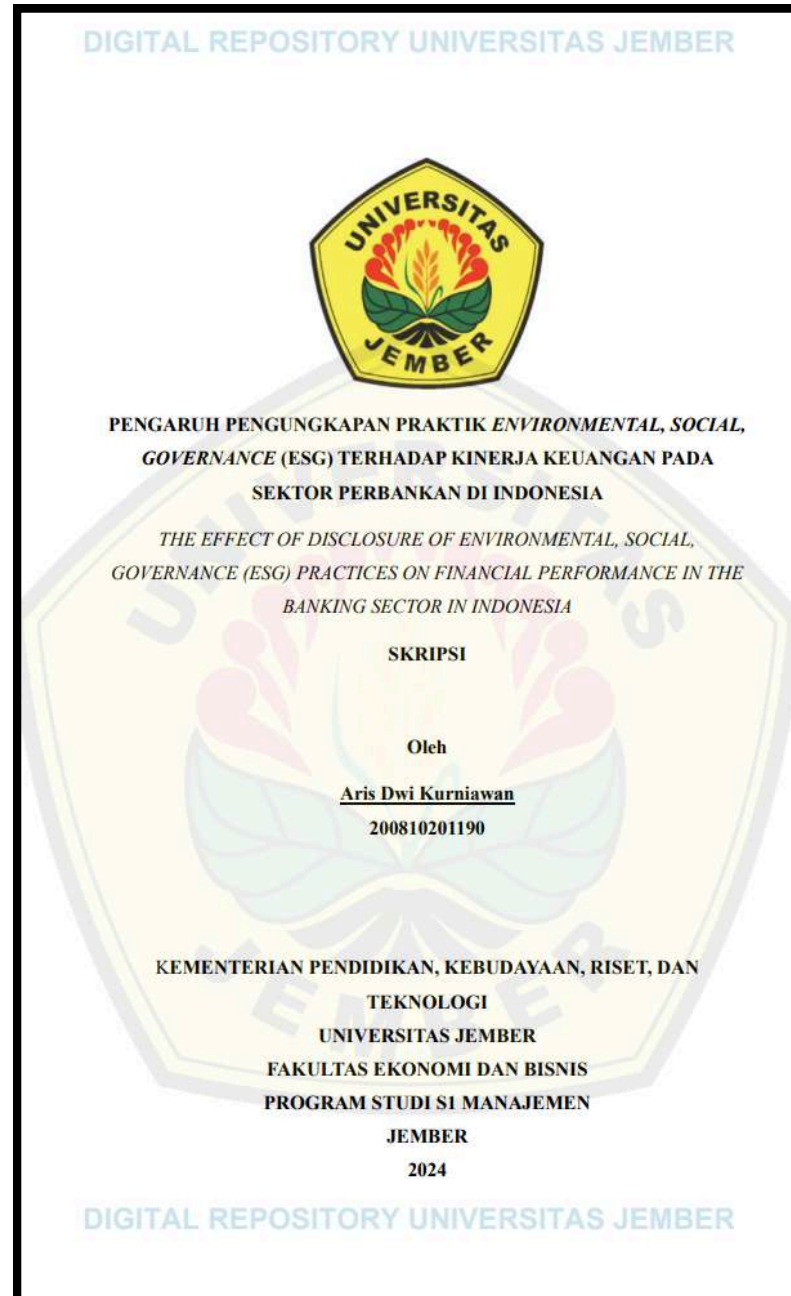 DIGITAL REPOSITORY UNIVERSITAS JEMBER
UNIVERSITAS
JEMBER
PENGARUH PENGUNGKAPAN PRAKTIK ENVIRONMENTAL, SOCIAL,
GOVERNANCE (ESG) TERHADAP KINERJA KEUANGAN PADA
SEKTOR PERBANKAN DI INDONESIA
THE EFFECT OF DISCLOSURE OF ENVIRONMENTAL, SOCIAL,
GOVERNANCE (ESG) PRACTICES ON FINANCIAL PERFORMANCE IN THE
BANKING SECTOR IN INDONESIA
SKRIPSI
Oleh
Aris Dwi Kurniawan
200810201190
KEMENTERIAN PENDIDIKAN, KEBUDAYAAN, RISET, DAN
TEKNOLOGI
UNIVERSITAS JEMBER
FAKULTAS EKONOMI DAN BISNIS
PROGRAM STUDI S1 MANAJEMEN
JEMBER
2024
UNIVERSITAS
JEMBER
DIGITAL REPOSITORY UNIVERSITAS JEMBER